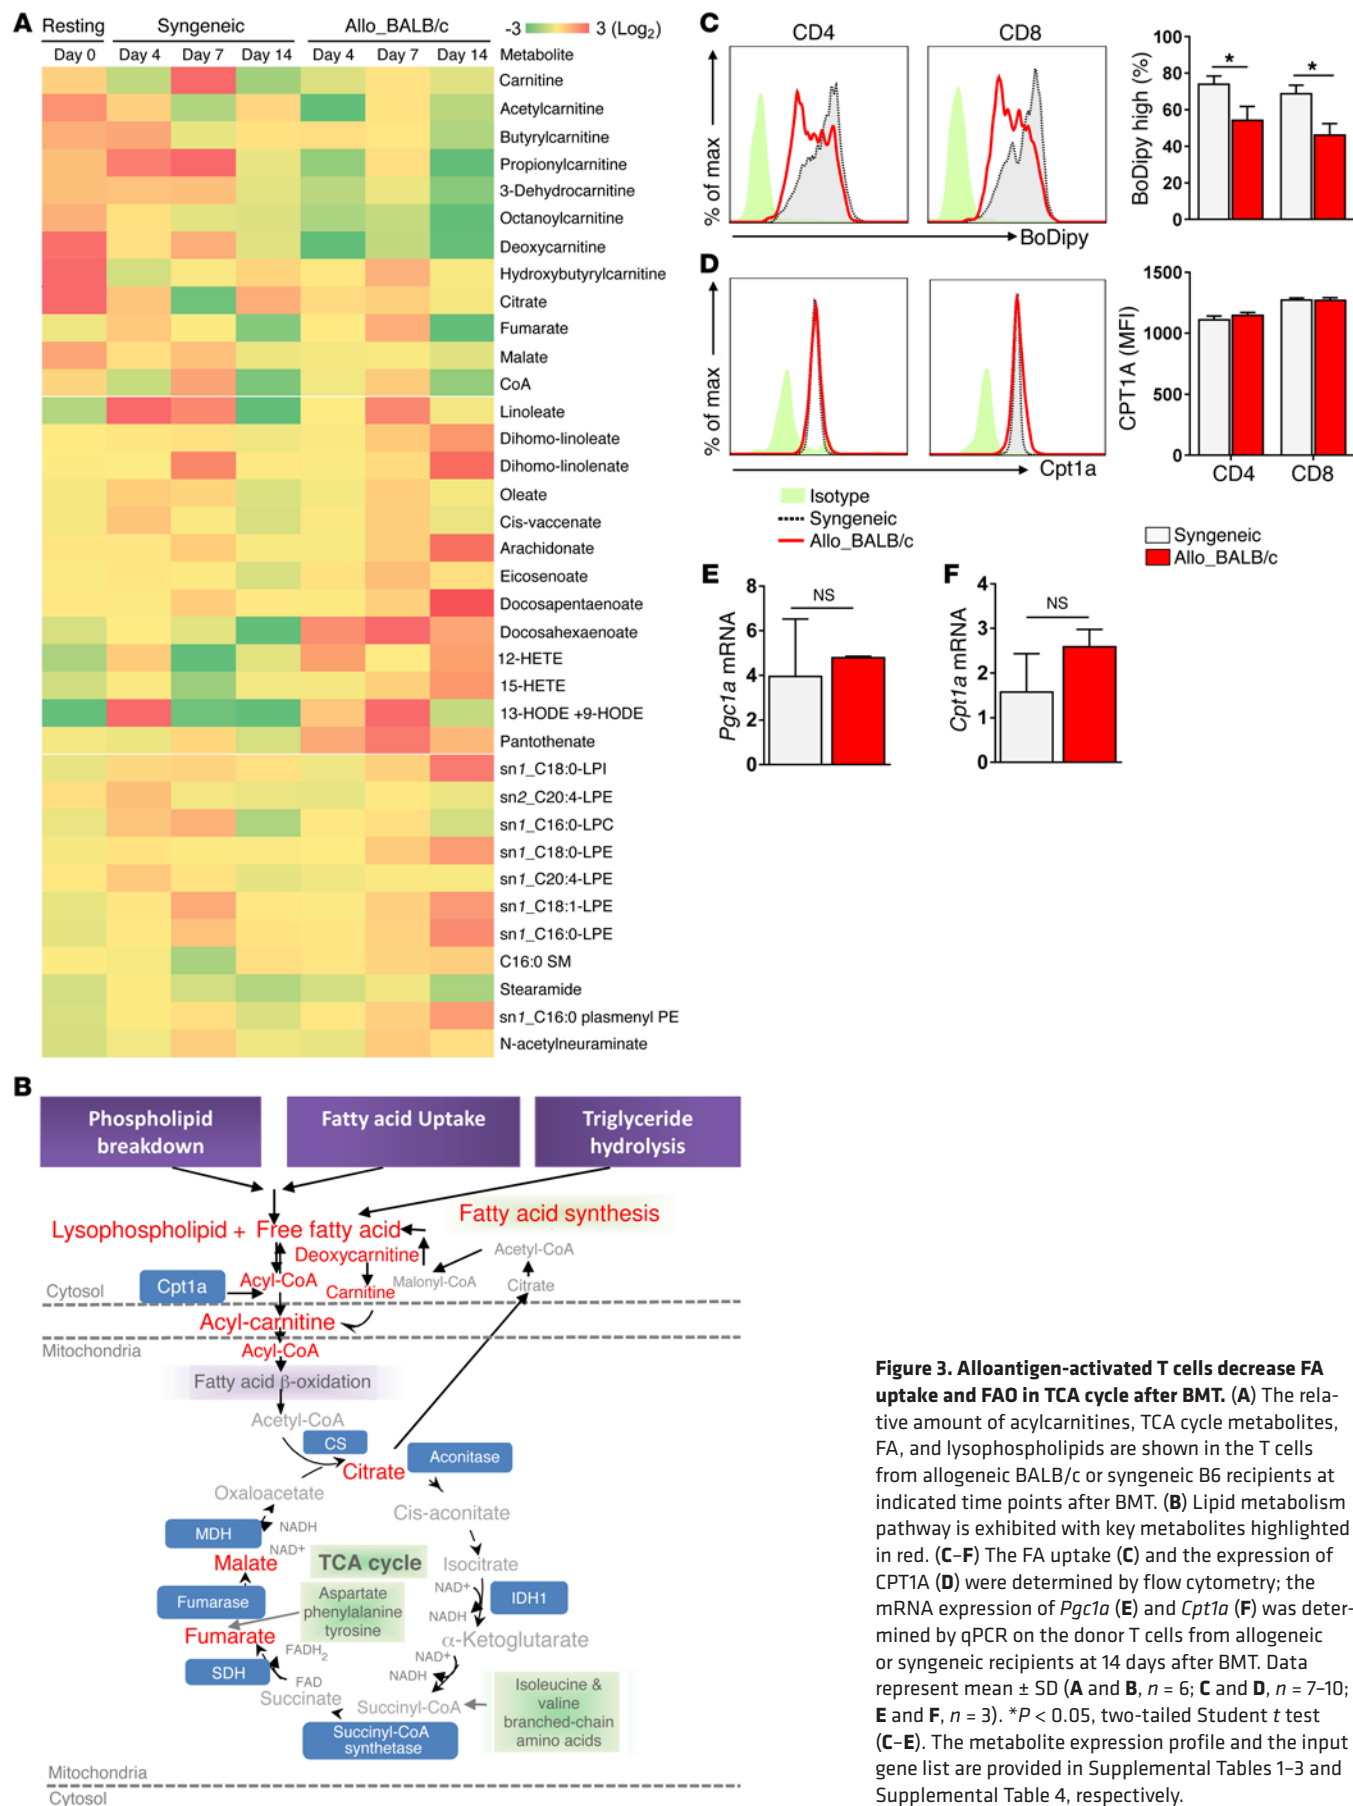 A
Resting Syngeneic Allo_BALB/c -3 3 (Log2)
Day 0 Day 4 Day 7 Day 14 Day 4 Day 7 Day 14 Metabolite
Carnitine
Acetylcarnitine
Butyrylcarnitine
Propionylcarnitine
3-Dehydrocarnitine
Octanoylcarnitine
Deoxycarnitine
Hydroxybutyrylcarnitine
Citrate
Fumarate
Malate
CoA
Linoleate
Dihomo-linoleate
Dihomo-linolenate
Oleate
Cis-vaccenate
Arachidonate
Eicosenoate
Docosapentaenoate
Docosahexaenoate
12-HETE
15-HETE
13-HODE +9-HODE
Pantothenate
sn1_C18:0-LPI
sn2_C20:4-LPE
sn1_C16:0-LPC
sn1_C18:0-LPE
sn1_C20:4-LPE
sn1_C18:1-LPE
sn1_C16:0-LPE
C16:0 SM
Stearamide
sn1_C16:0 plasmenyl PE
N-acetylneuraminate
B
Phospholipid
breakdown
Fatty acid Uptake
Triglyceride
hydrolysis
Lysophospholipid + Free fatty acid
Fatty acid synthesis
Deoxycarnitine
Acetyl-CoA
Cpt1a
Acyl-CoA
Carnitine
Malonyl-CoA
Citrate
Cytosol
Acyl-carnitine
Mitochondria
Acyl-CoA
Fatty acid β-oxidation
Acetyl-CoA
CS
Citrate
Aconitase
Oxaloacetate
Cis-aconitate
MDH
NADH
NAD+
Malate
TCA cycle
Isocitrate
Fumarase
Aspartate
phenylalanine
tyrosine
NAD+
NADH
IDH1
Fumarate
FADH2
α-Ketoglutarate
SDH
FAD
NAD+
NADH
Succinate
Succinyl-CoA
Isoleucine &
valine
branched-chain
amino acids
Succinyl-CoA
synthetase
Mitochondria
Cytosol
C
CD4 CD8
% of max
BoDipy
BoDipy high (%)
100
80
60
40
20
0
* *
D
% of max
Cpt1a
CPT1A (MFI)
1500
1000
500
0
CD4 CD8
Isotype
Syngeneic
Allo_BALB/c
Syngeneic
Allo_BALB/c
E
Pgc1a mRNA
8
6
4
2
0
NS
F
Cpt1a mRNA
4
3
2
1
0
NS
Figure 3. Alloantigen-activated T cells decrease FA
uptake and FAO in TCA cycle after BMT. (A) The rela-
tive amount of acylcarnitines, TCA cycle metabolites,
FA, and lysophospholipids are shown in the T cells
from allogeneic BALB/c or syngeneic B6 recipients at
indicated time points after BMT. (B) Lipid metabolism
pathway is exhibited with key metabolites highlighted
in red. (C–F) The FA uptake (C) and the expression of
CPT1A (D) were determined by flow cytometry; the
mRNA expression of Pgc1a (E) and Cpt1a (F) was deter-
mined by qPCR on the donor T cells from allogeneic
or syngeneic recipients at 14 days after BMT. Data
represent mean ± SD (A and B, n = 6; C and D, n = 7–10;
E and F, n = 3). *P < 0.05, two-tailed Student t test
(C–E). The metabolite expression profile and the input
gene list are provided in Supplemental Tables 1–3 and
Supplemental Table 4, respectively.